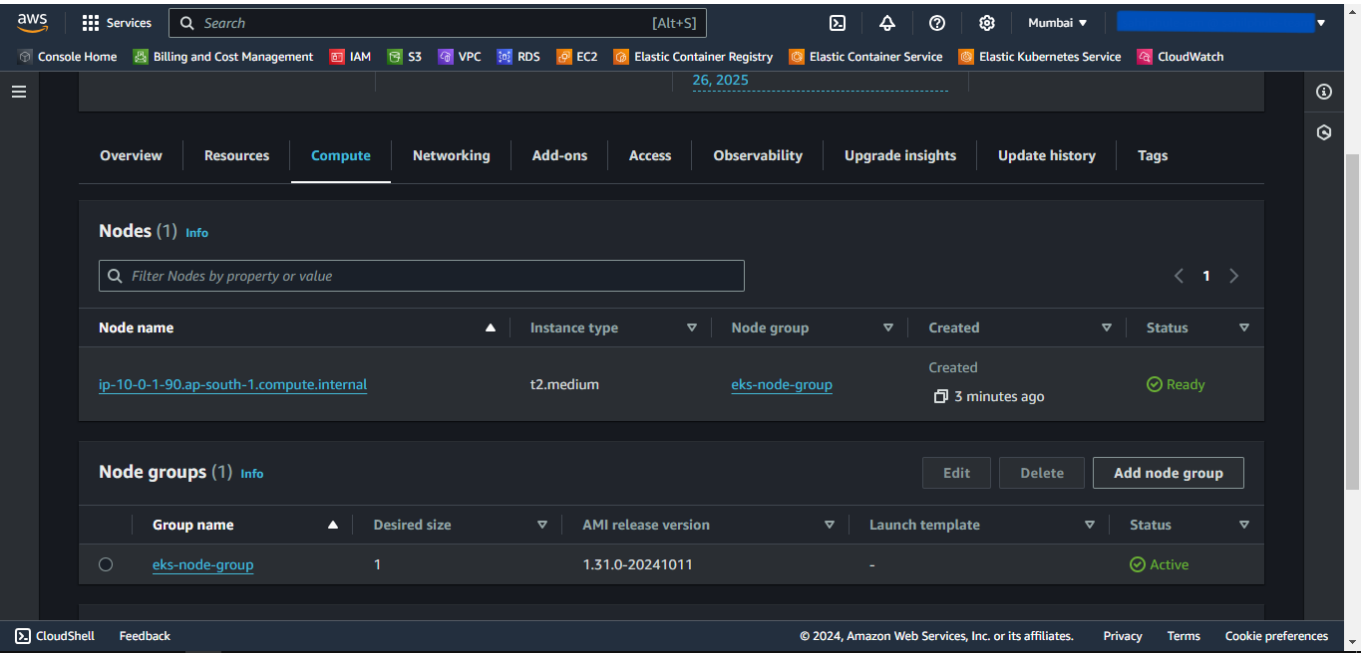 aws Services Search [Alt+S] Mumbai
Console Home Billing and Cost Management IAM S3 VPC RDS EC2 Elastic Container Registry Elastic Container Service Elastic Kubernetes Service CloudWatch
26, 2025
Overview Resources Compute Networking Add-ons Access Observability Upgrade insights Update history Tags
Nodes (1) Info
Filter Nodes by property or value 1
Node name Instance type Node group Created Status
Created
ip-10-0-1-90.ap-south-1.compute.internal t2.medium eks-node-group Ready
3 minutes ago
Node groups (1) Info Edit Delete Add node group
Group name Desired size AMI release version Launch template Status
eks-node-group 1 1.31.0-20241011 - Active
CloudShell Feedback © 2024, Amazon Web Services, Inc. or its affiliates. Privacy Terms Cookie preferences